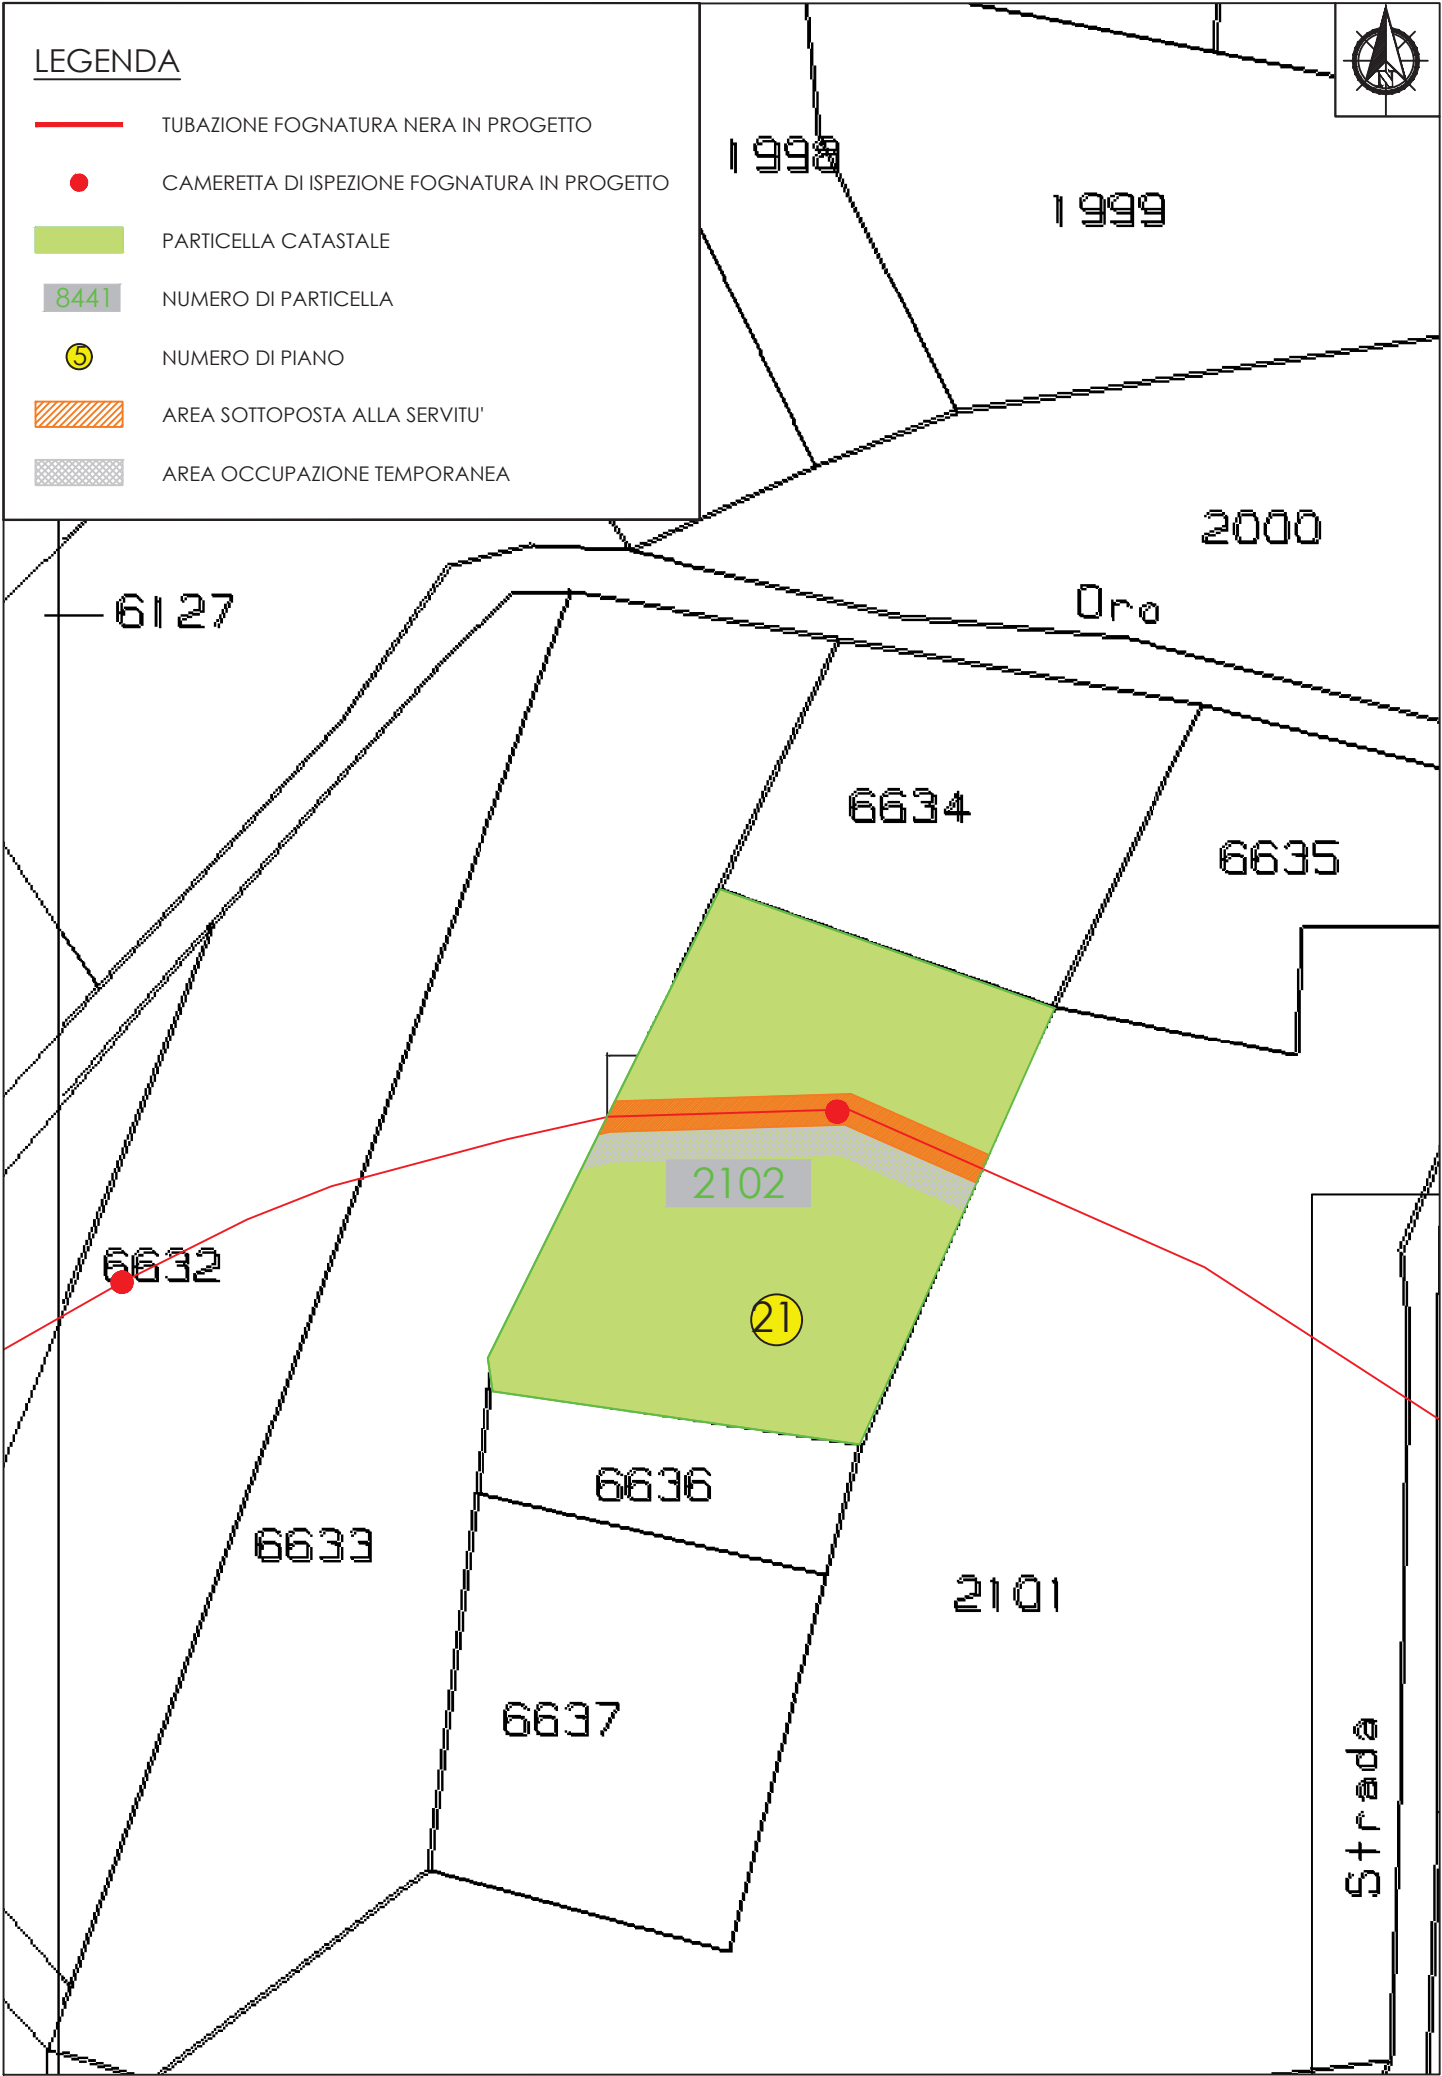 LEGENDA
TUBAZIONE FOGNATURA NERA IN PROGETTO
CAMERETTA DI ISPEZIONE FOGNATURA IN PROGETTO
PARTICELLA CATASTALE
8441 NUMERO DI PARTICELLA
5 NUMERO DI PIANO
AREA SOTTOPOSTA ALLA SERVITU'
AREA OCCUPAZIONE TEMPORANEA
N
1998
1999
2000
Oro
6127
6634
6635
2102
6632
21
6636
6633
2101
6637
Strada